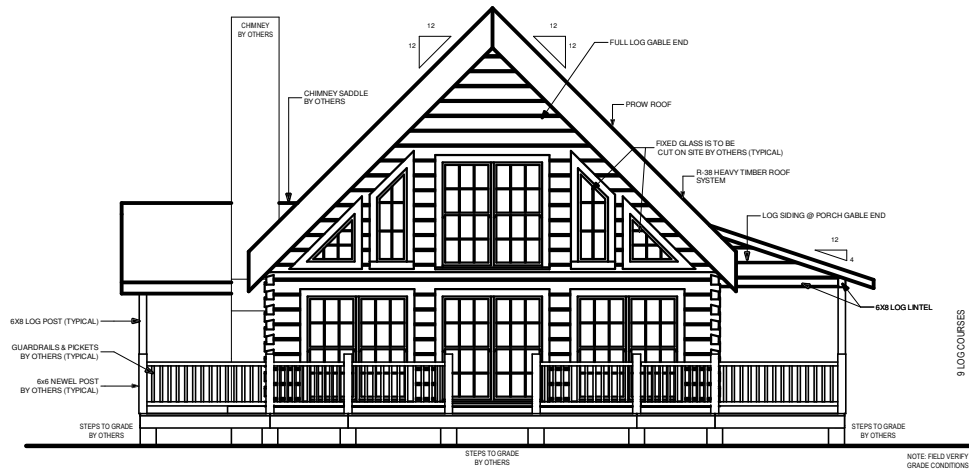 CHIMNEY
BY OTHERS
12
12
12
12
FULL LOG GABLE END
CHIMNEY SADDLE
BY OTHERS
PROW ROOF
FIXED GLASS IS TO BE
CUT ON SITE BY OTHERS (TYPICAL)
R-38 HEAVY TIMBER ROOF
SYSTEM
LOG SIDING @ PORCH GABLE END
12
4
6X8 LOG POST (TYPICAL)
6X8 LOG LINTEL
GUARDRAILS & PICKETS
BY OTHERS (TYPICAL)
9 LOG COURSES
6x6 NEWEL POST
BY OTHERS (TYPICAL)
STEPS TO GRADE
BY OTHERS
STEPS TO GRADE
BY OTHERS
STEPS TO GRADE
BY OTHERS
NOTE: FIELD VERIFY
GRADE CONDITIONS